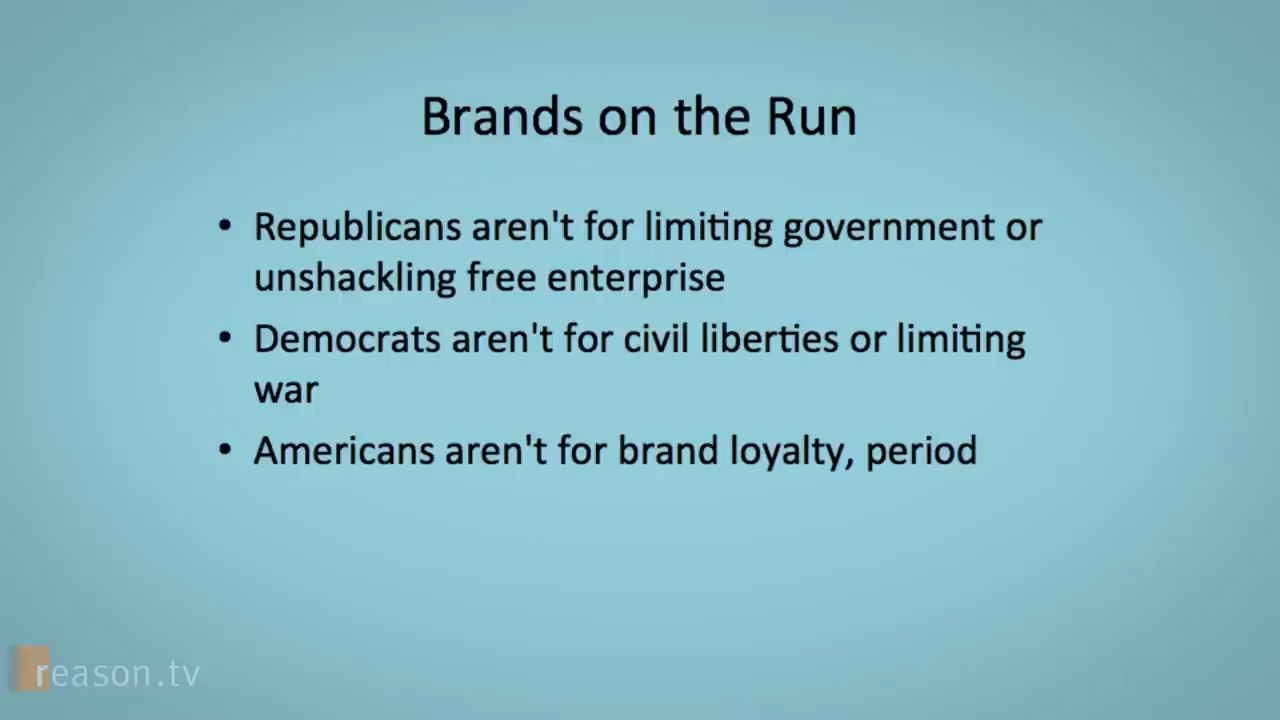 Brands on the Run
• Republicans aren't for limiting government or
unshackling free enterprise
• Democrats aren't for civil liberties or limiting
war
• Americans aren't for brand loyalty, period
reason.tv